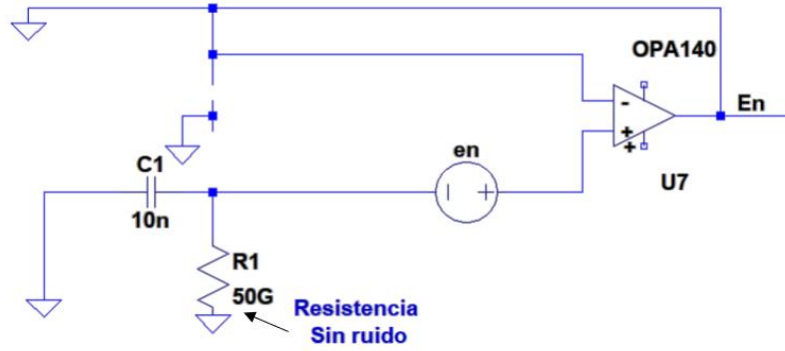 OPA140
En
U7
en
C1
10n
R1
50G
Resistencia
Sin ruido